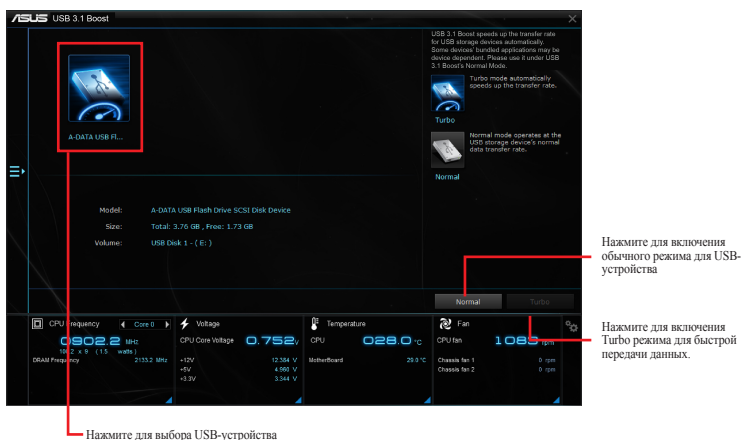 ASUS USB 3.1 Boost
USB 3.1 Boost speeds up the transfer rate
for USB storage devices automatically.
Some devices' bundled applications may be
device dependent. Please use it under USB
3.1 Boost's Normal Mode.
Turbo mode automatically
speeds up the transfer rate.
Turbo
Normal mode operates at the
USB storage device's normal
data transfer rate.
Normal
A-DATA USB Fl...
Model: A-DATA USB Flash Drive SCSI Disk Device
Size: Total: 3.76 GB , Free: 1.73 GB
Volume: USB Disk 1 - ( E: )
Normal Turbo
Нажмите для включения
обычного режима для USB-
устройства
Нажмите для включения
Turbo режима для быстрой
передачи данных.
CPU Frequency Core 0
0902.2 MHz
100.2 x 9 (1.5 watts)
DRAM Frequency 2133.2 MHz
Voltage
CPU Core Voltage 0.752 V
+12V 12.384 V
+5V 4.960 V
+3.3V 3.344 V
Temperature
CPU 028.0 °C
MotherBoard 29.0 °C
Fan
CPU fan 1083 rpm
Chassis fan 1 0 rpm
Chassis fan 2 0 rpm
Нажмите для выбора USB-устройства